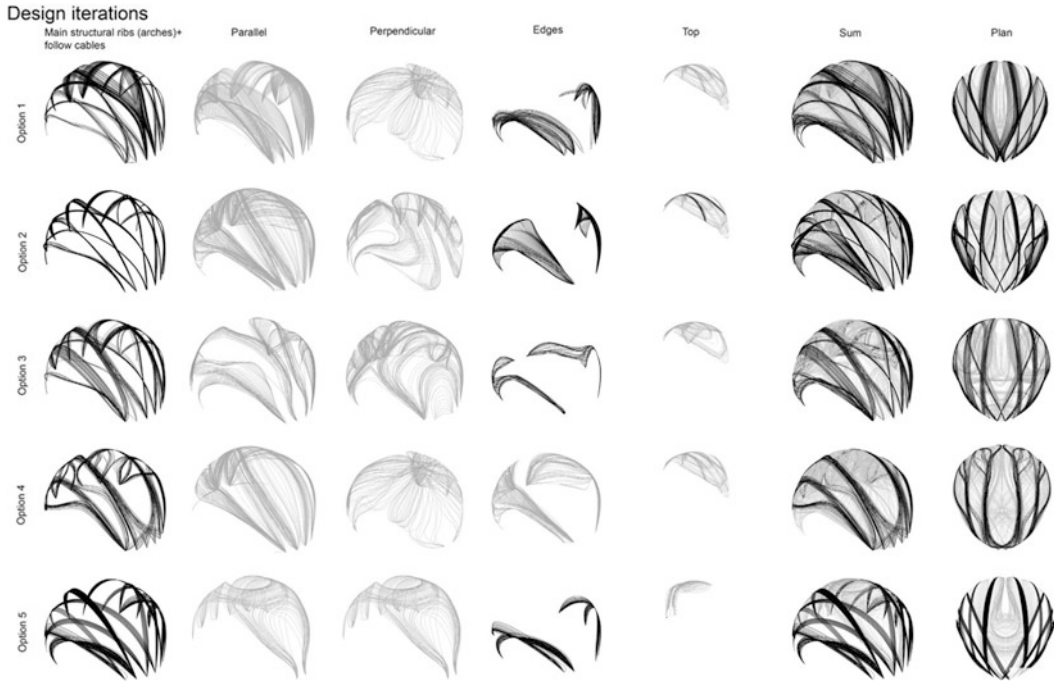 Design iterations
Main structural ribs (arches)+
follow cables
Parallel
Perpendicular
Edges
Top
Sum
Plan
Option 1
Option 2
Option 3
Option 4
Option 5